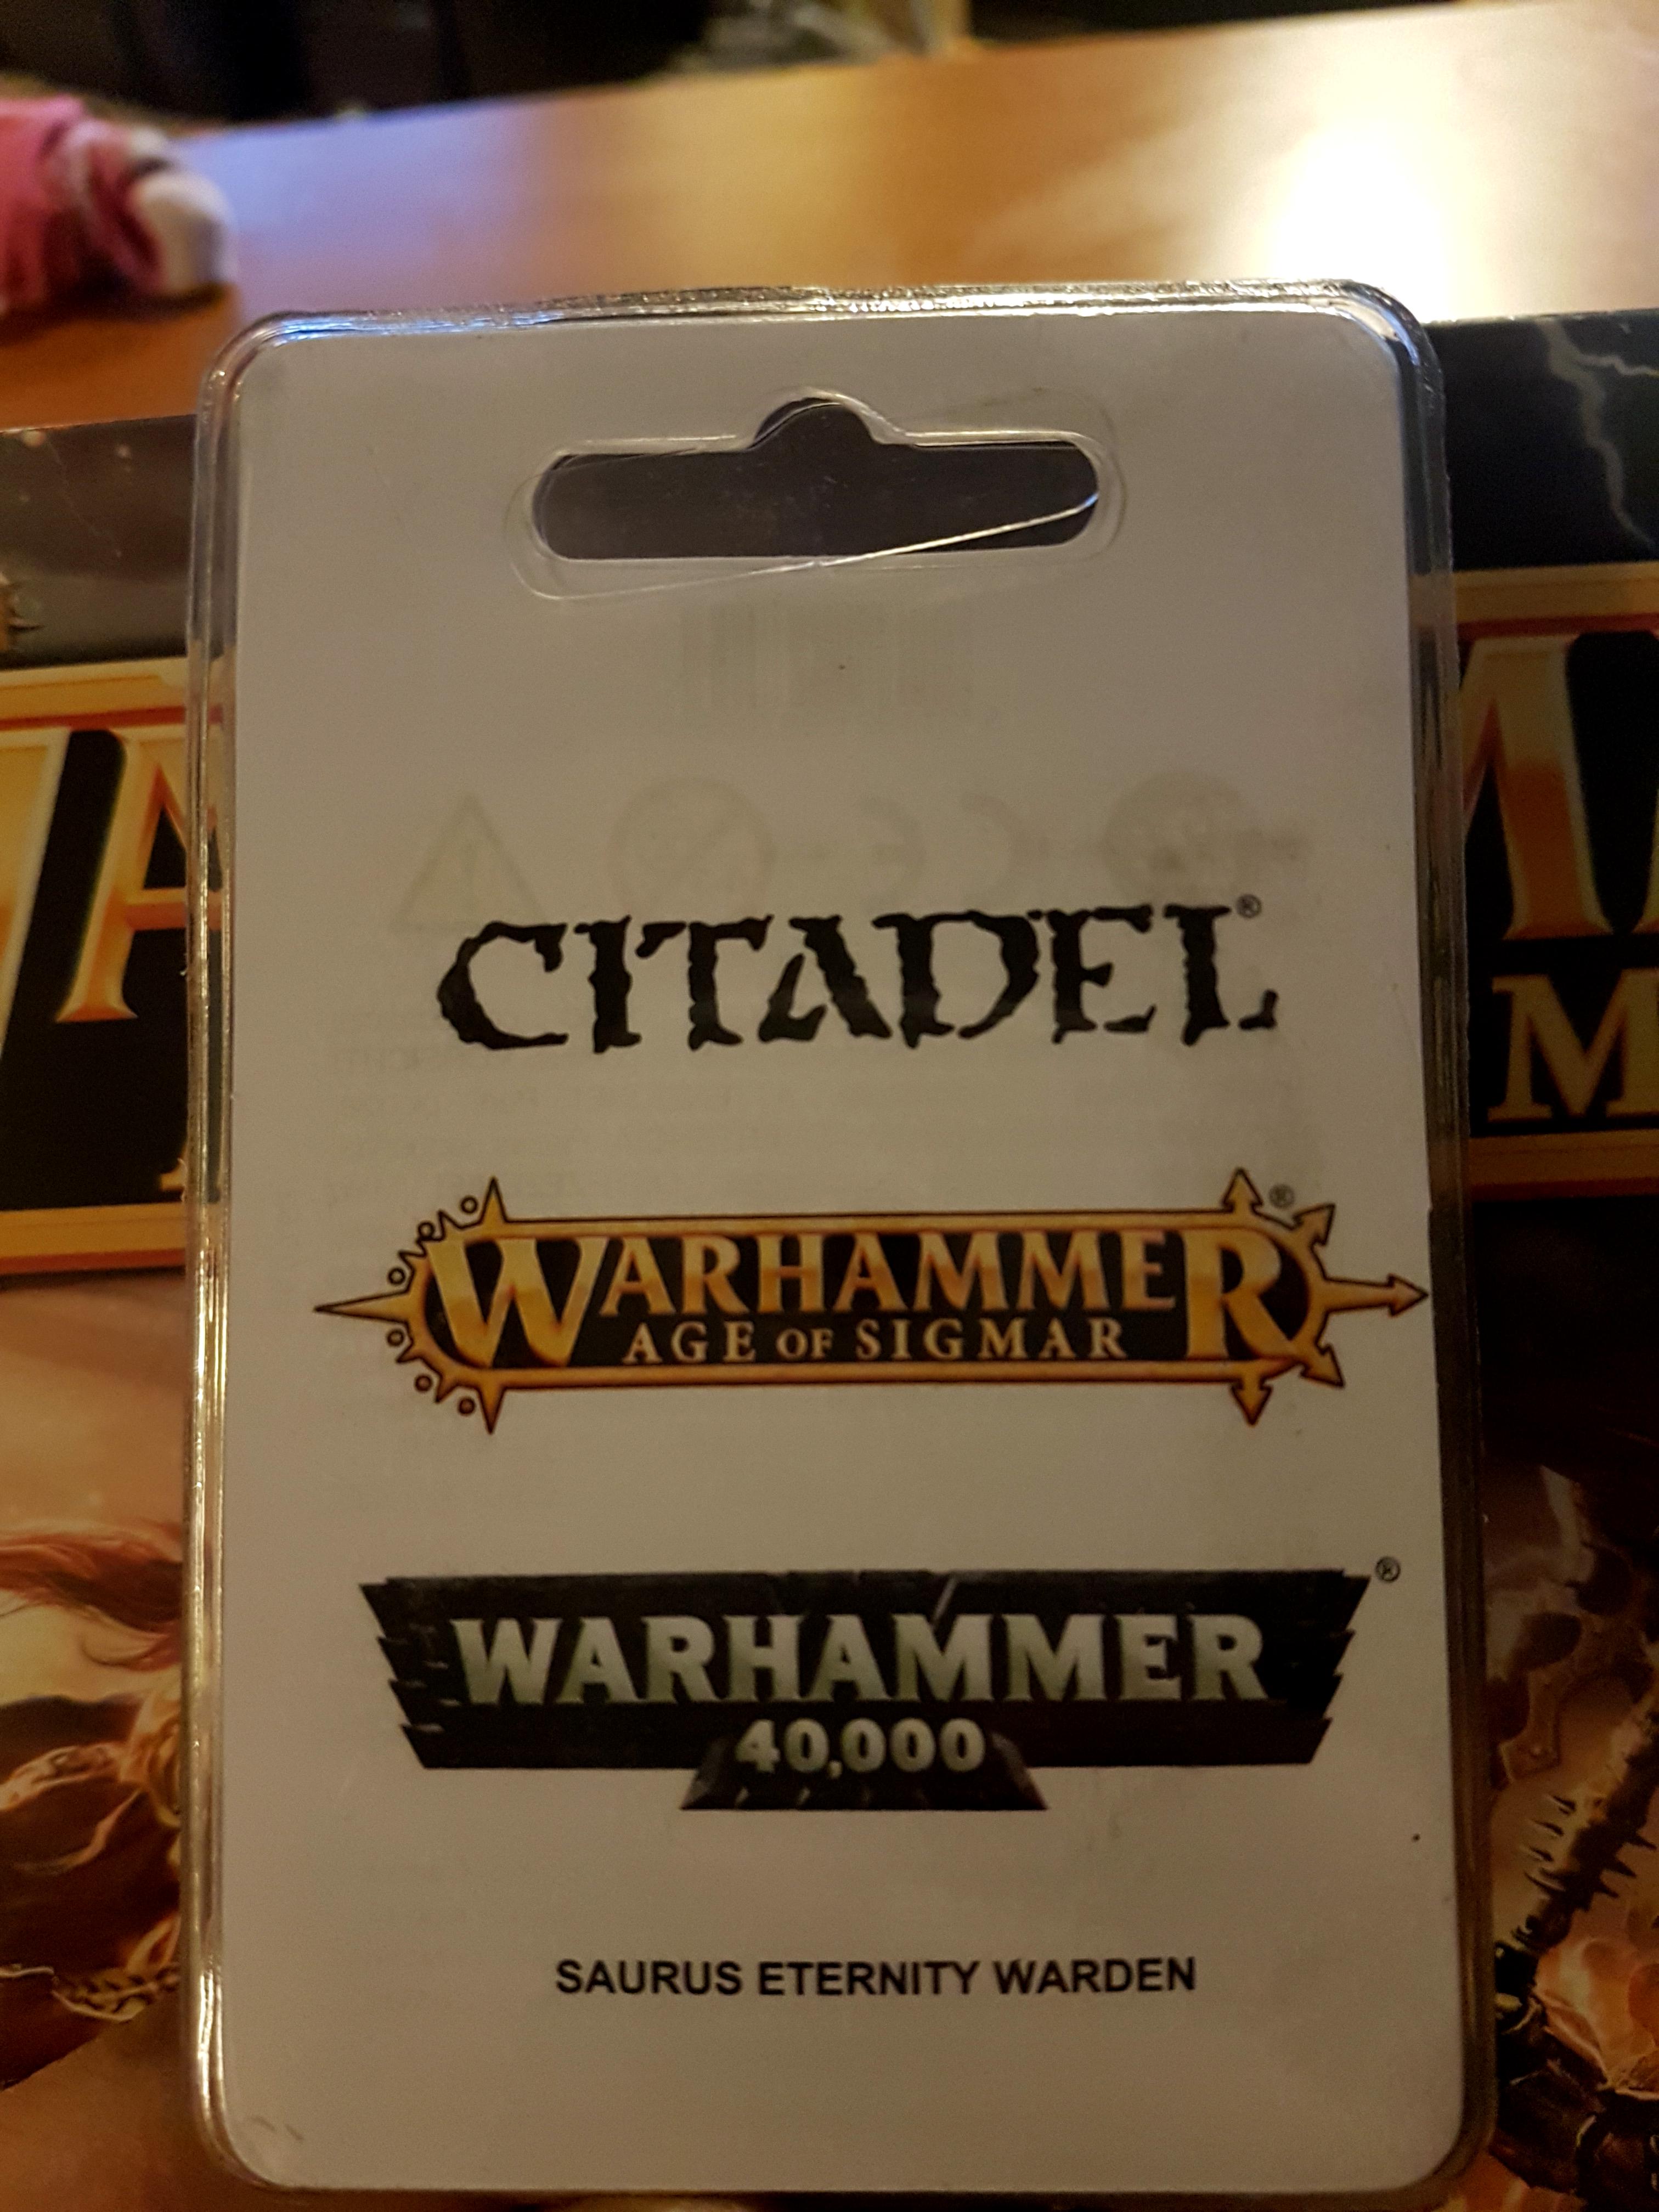 CITADEL®
®
WARHAMMER
AGE OF SIGMAR
®
WARHAMMER
40,000
SAURUS ETERNITY WARDEN